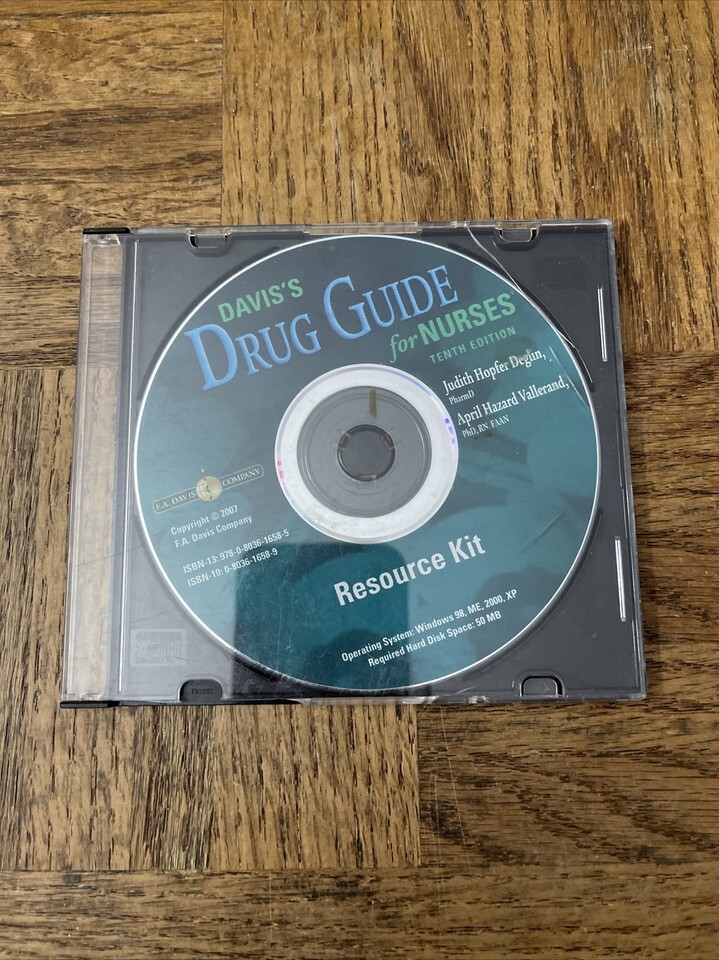 DAVIS'S
DRUG GUIDE
for NURSES
TENTH EDITION
Judith Hopfer Deglin,
PharmD
April Hazard Vallerand,
PhD, RN, FAAN
F.A. DAVIS COMPANY
Copyright © 2007
F.A. Davis Company
ISBN-13: 978-0-8036-1658-5
ISBN-10: 0-8036-1658-9
Resource Kit
Operating System: Windows 98, ME, 2000, XP
Required Hard Disk Space: 50 MB